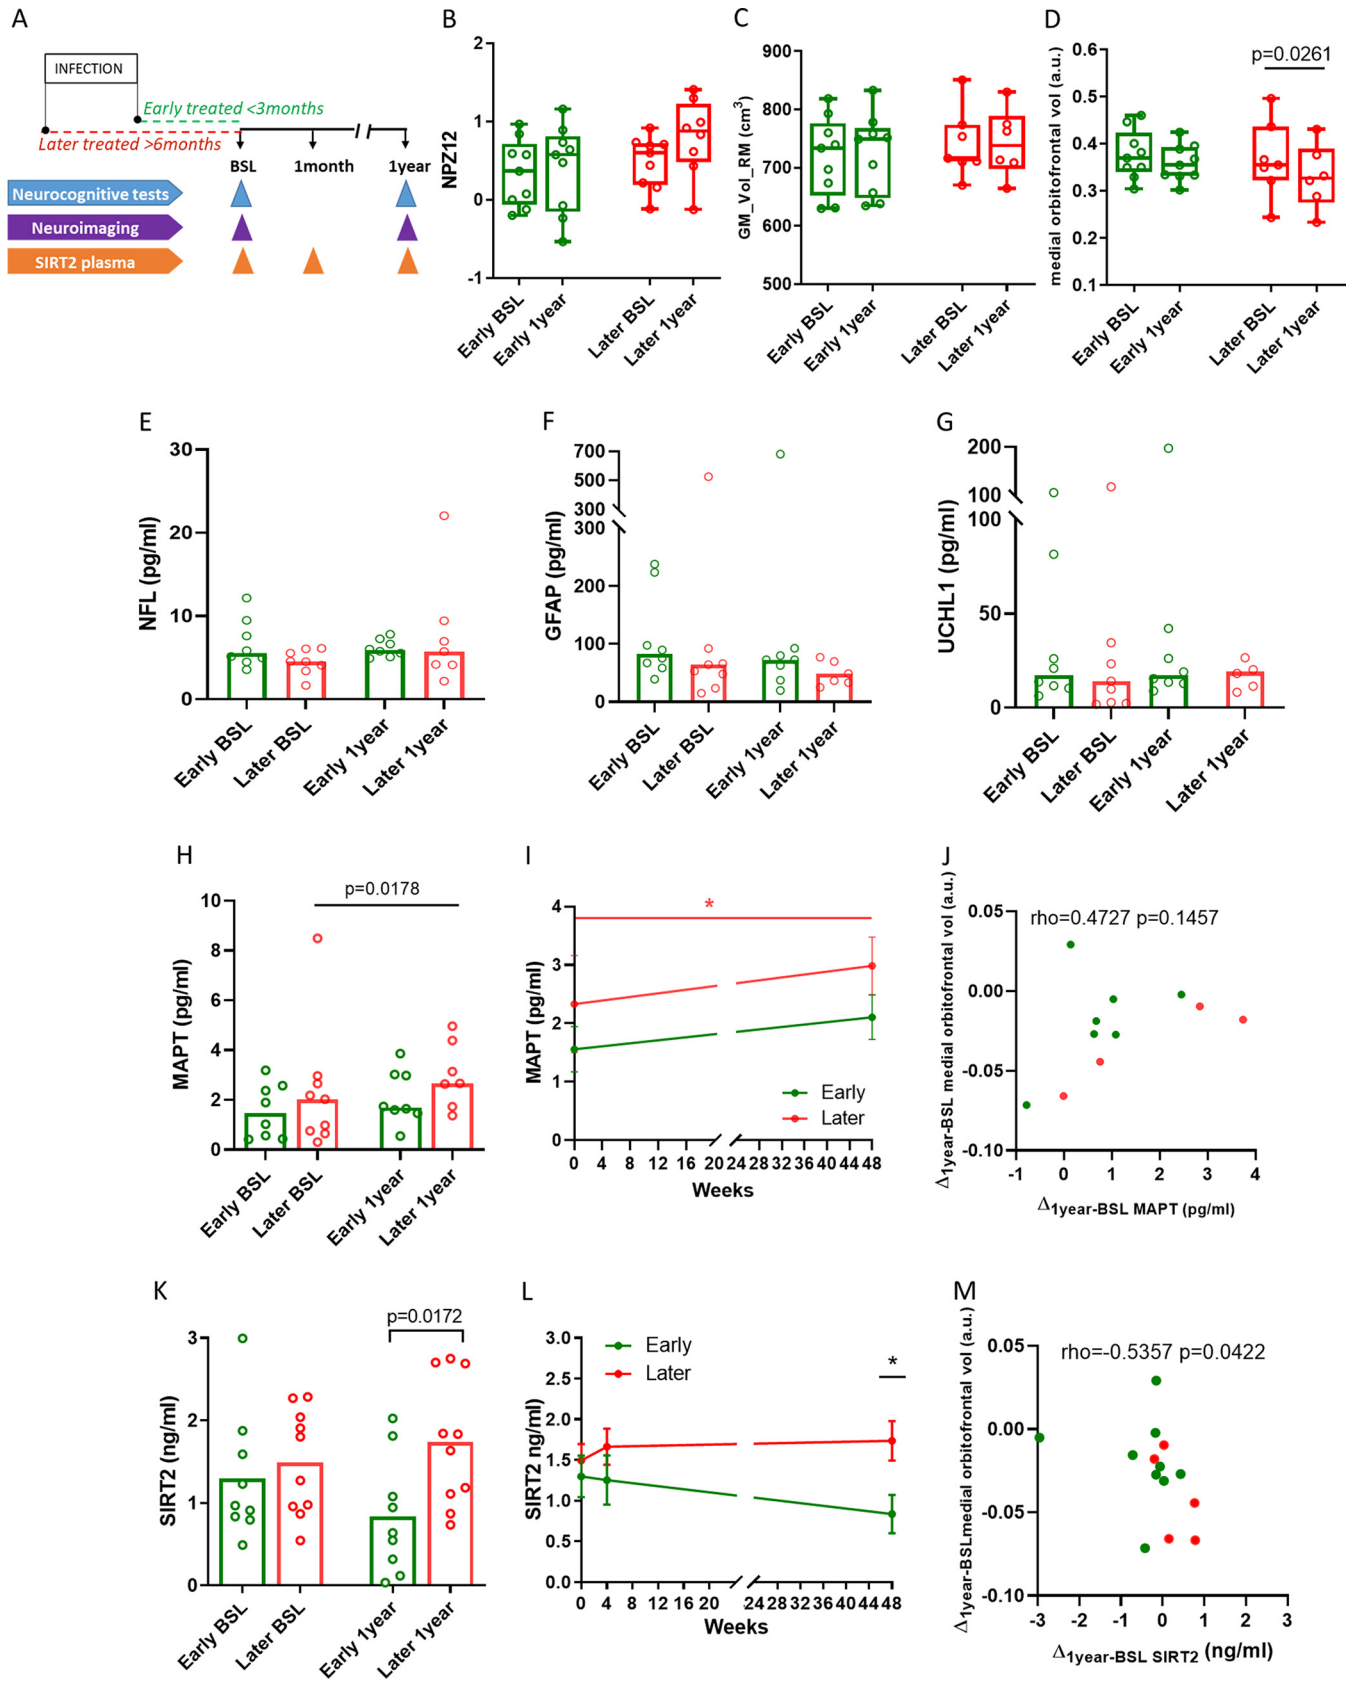 A
INFECTION
Early treated <3months
Later treated >6months
BSL
1month
1year
Neurocognitive tests
Neuroimaging
SIRT2 plasma
B
NPZ12
2
1
0
-1
Early BSL
Early 1year
Later BSL
Later 1year
C
GM_Vol_RM (cm³)
900
800
700
600
500
Early BSL
Early 1year
Later BSL
Later 1year
D
medial orbitofrontal vol (a.u.)
0.6
0.5
0.4
0.3
0.2
0.1
p=0.0261
Early BSL
Early 1year
Later BSL
Later 1year
E
NFL (pg/ml)
30
20
10
0
Early BSL
Later BSL
Early 1year
Later 1year
F
GFAP (pg/ml)
700
500
300
300
200
100
0
Early BSL
Later BSL
Early 1year
Later 1year
G
UCHL1 (pg/ml)
200
100
100
50
0
Early BSL
Later BSL
Early 1year
Later 1year
H
MAPT (pg/ml)
10
8
6
4
2
0
p=0.0178
Early BSL
Later BSL
Early 1year
Later 1year
I
MAPT (pg/ml)
4
3
2
1
0
*
Early
Later
0 4 8 12 16 20 24 28 32 36 40 44 48
Weeks
J
Δ1year-BSL medial orbitofrontal vol (a.u.)
0.05
0.00
-0.05
-0.10
rho=0.4727 p=0.1457
-1 0 1 2 3 4
Δ1year-BSL MAPT (pg/ml)
K
SIRT2 (ng/ml)
3
2
1
0
p=0.0172
Early BSL
Later BSL
Early 1year
Later 1year
L
SIRT2 ng/ml)
3.0
2.5
2.0
1.5
1.0
0.5
0.0
Early
Later
*
0 4 8 12 16 20 24 28 32 36 40 44 48
Weeks
M
Δ1year-BSLmedial orbitofrontal vol (a.u.)
0.05
0.00
-0.05
-0.10
rho=-0.5357 p=0.0422
-3 -2 -1 0 1 2 3
Δ1year-BSL SIRT2 (ng/ml)